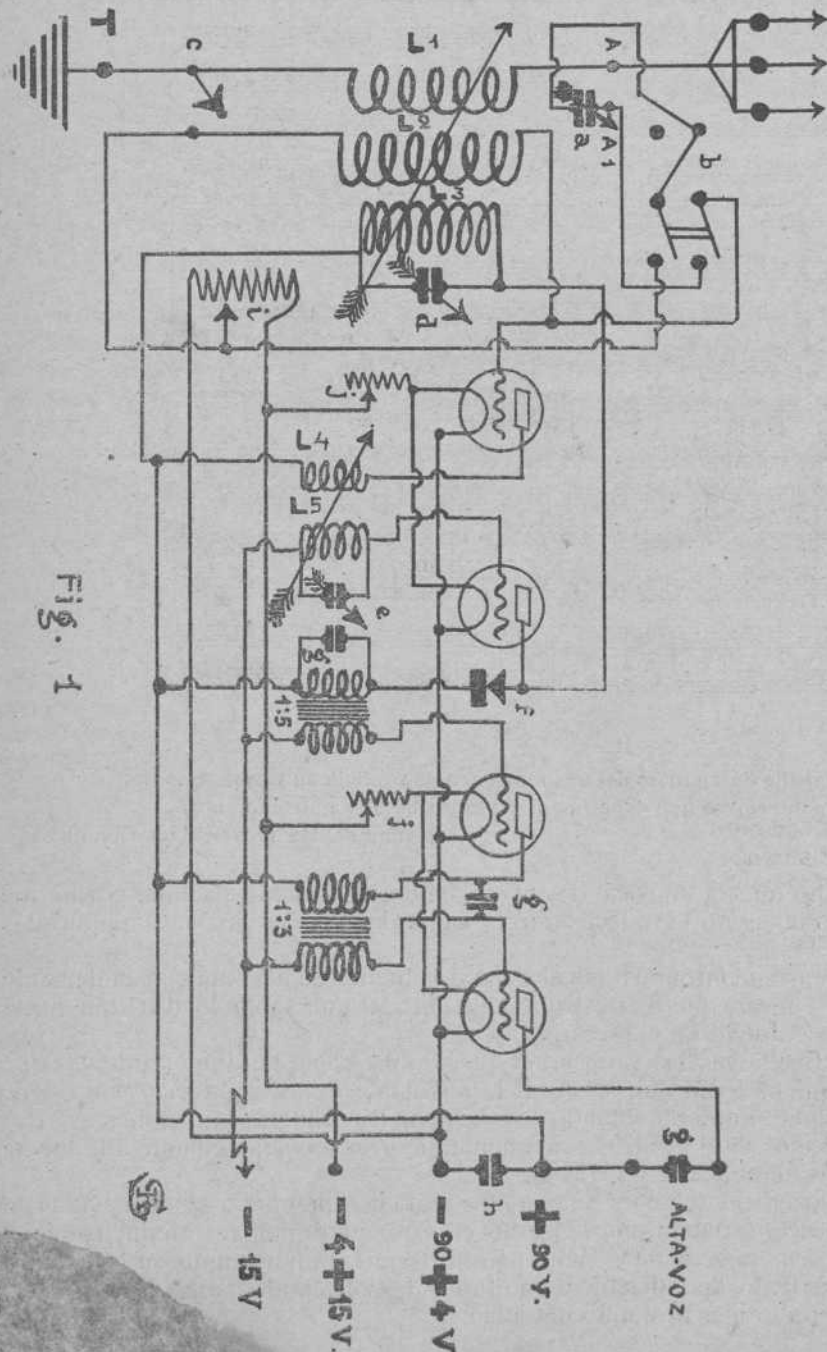 T
C
L1
L2
L3
A
A1
a
b
d
i
j
L4
L5
e
f
g
1:5
j
1:3
g
g
h
ALTA-VOZ
+ 90 V.
- 90 + 4 V
- 4 + 15 V.
- 15 V
Fig. 1